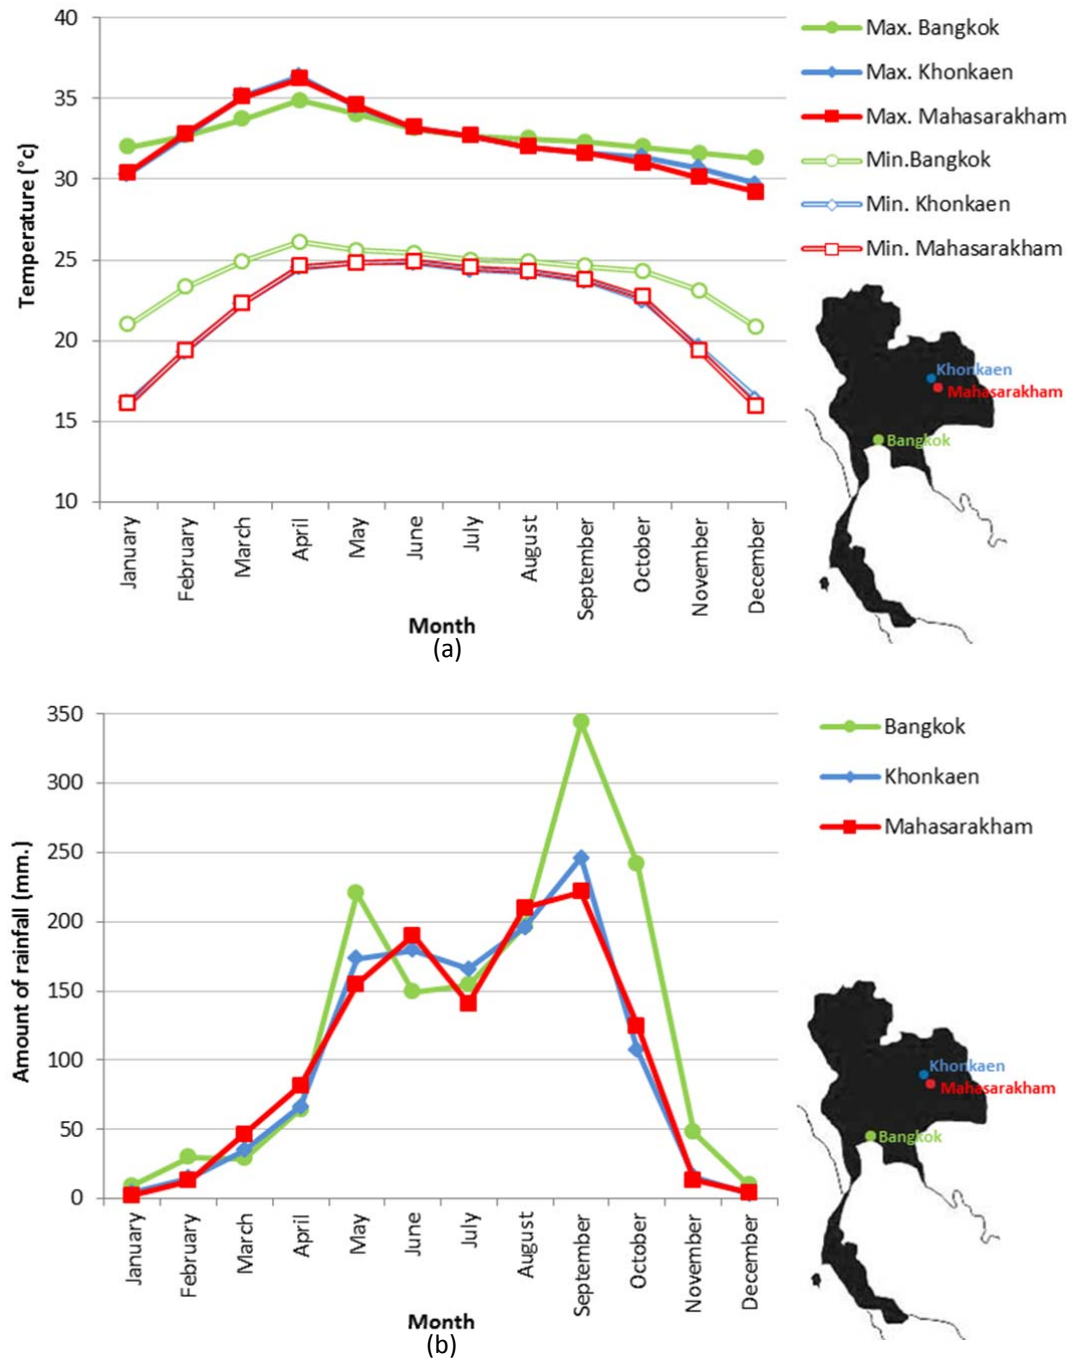 40
35
30
25
20
15
10
Temperature (°c)
January
February
March
April
May
June
July
August
September
October
November
December
Month
(a)
Max. Bangkok
Max. Khonkaen
Max. Mahasarakham
Min.Bangkok
Min. Khonkaen
Min. Mahasarakham
Khonkaen
Mahasarakham
Bangkok
350
300
250
200
150
100
50
0
Amount of rainfall (mm.)
January
February
March
April
May
June
July
August
September
October
November
December
Month
(b)
Bangkok
Khonkaen
Mahasarakham
Khonkaen
Mahasarakham
Bangkok